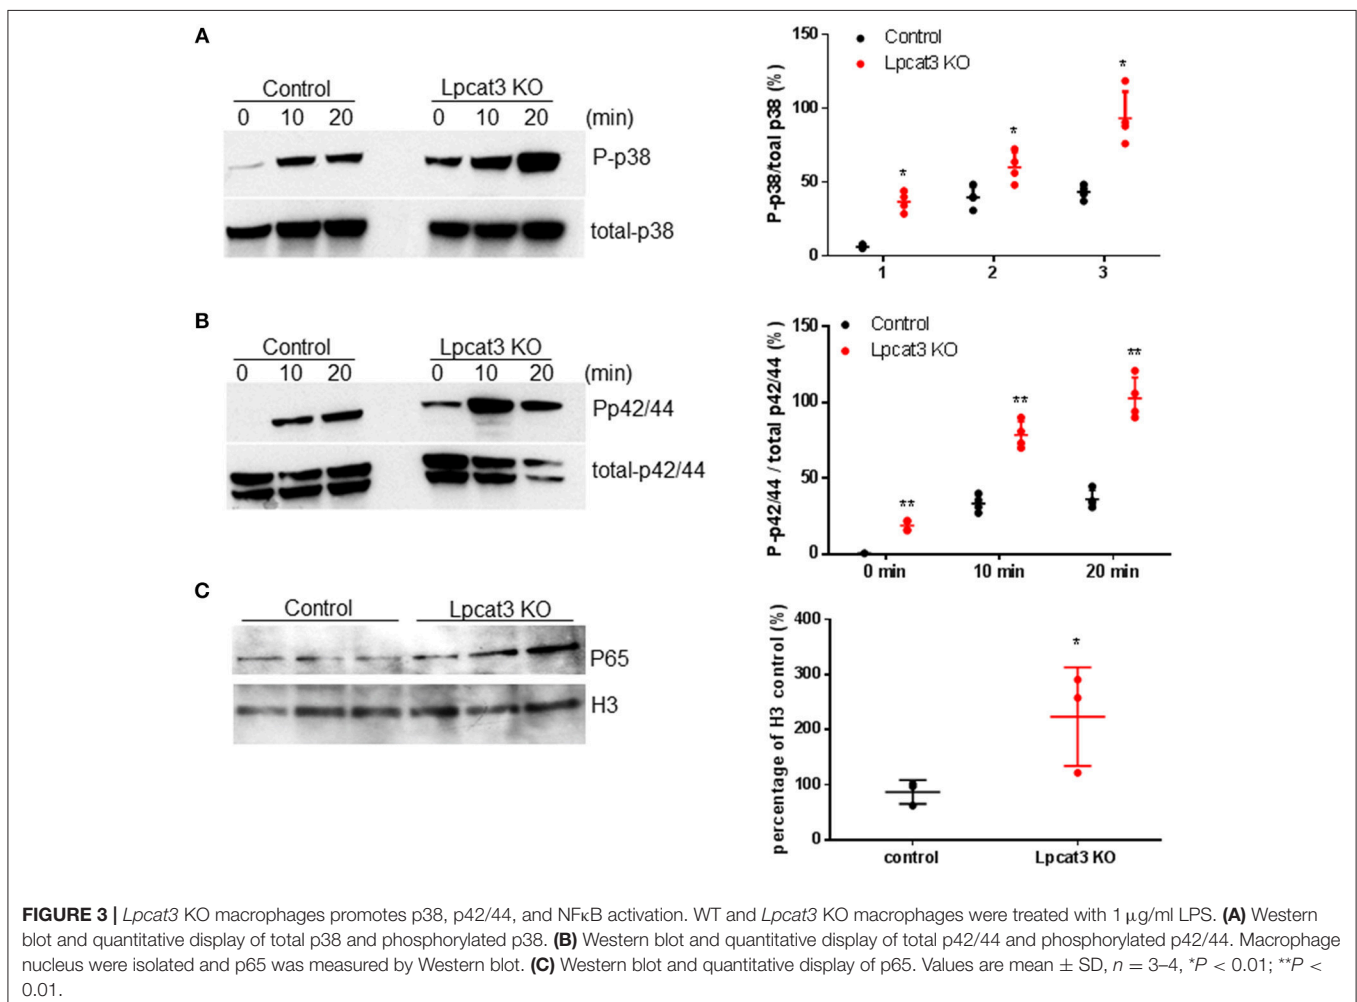 A
Control
Lpcat3 KO
0 10 20
0 10 20
(min)
P-p38
total-p38
P-p38/toal p38 (%)
150
100
50
0
Control
Lpcat3 KO
*
*
*
1
2
3
B
Control
Lpcat3 KO
0 10 20
0 10 20
(min)
Pp42/44
total-p42/44
P-p42/44 / total p42/44 (%)
150
100
50
0
Control
Lpcat3 KO
**
**
**
0 min
10 min
20 min
C
Control
Lpcat3 KO
P65
H3
percentage of H3 control (%)
400
300
200
100
0
*
control
Lpcat3 KO
FIGURE 3 | Lpcat3 KO macrophages promotes p38, p42/44, and NFκB activation. WT and Lpcat3 KO macrophages were treated with 1 μg/ml LPS. (A) Western
blot and quantitative display of total p38 and phosphorylated p38. (B) Western blot and quantitative display of total p42/44 and phosphorylated p42/44. Macrophage
nucleus were isolated and p65 was measured by Western blot. (C) Western blot and quantitative display of p65. Values are mean ± SD, n = 3–4, *P < 0.01; **P <
0.01.